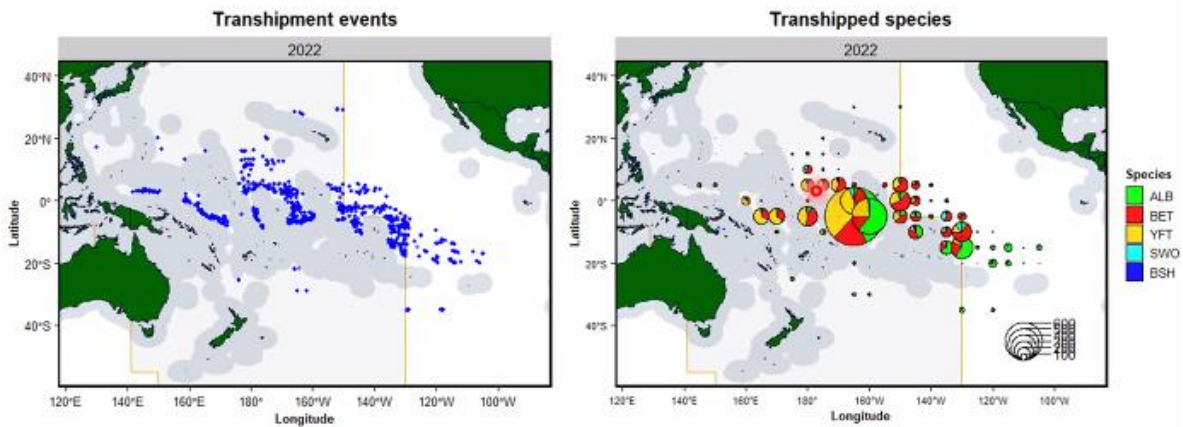 Transhipment events
2022
40°N
20°N
0°
20°S
40°S
Latitude
120°E 140°E 160°E 180° 160°W 140°W 120°W 100°W
Longitude
Transhipped species
2022
40°N
20°N
0°
20°S
40°S
Latitude
120°E 140°E 160°E 180° 160°W 140°W 120°W 100°W
Longitude
600
100
Species
ALB
BET
YFT
SWO
BSH